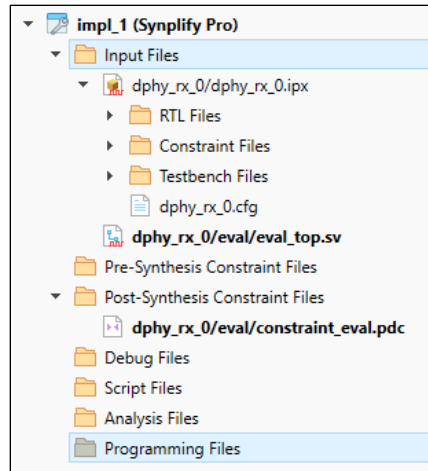 impl_1 (Synplify Pro)
Input Files
dphy_rx_0/dphy_rx_0.ipx
RTL Files
Constraint Files
Testbench Files
dphy_rx_0.cfg
dphy_rx_0/eval/eval_top.sv
Pre-Synthesis Constraint Files
Post-Synthesis Constraint Files
dphy_rx_0/eval/constraint_eval.pdc
Debug Files
Script Files
Analysis Files
Programming Files